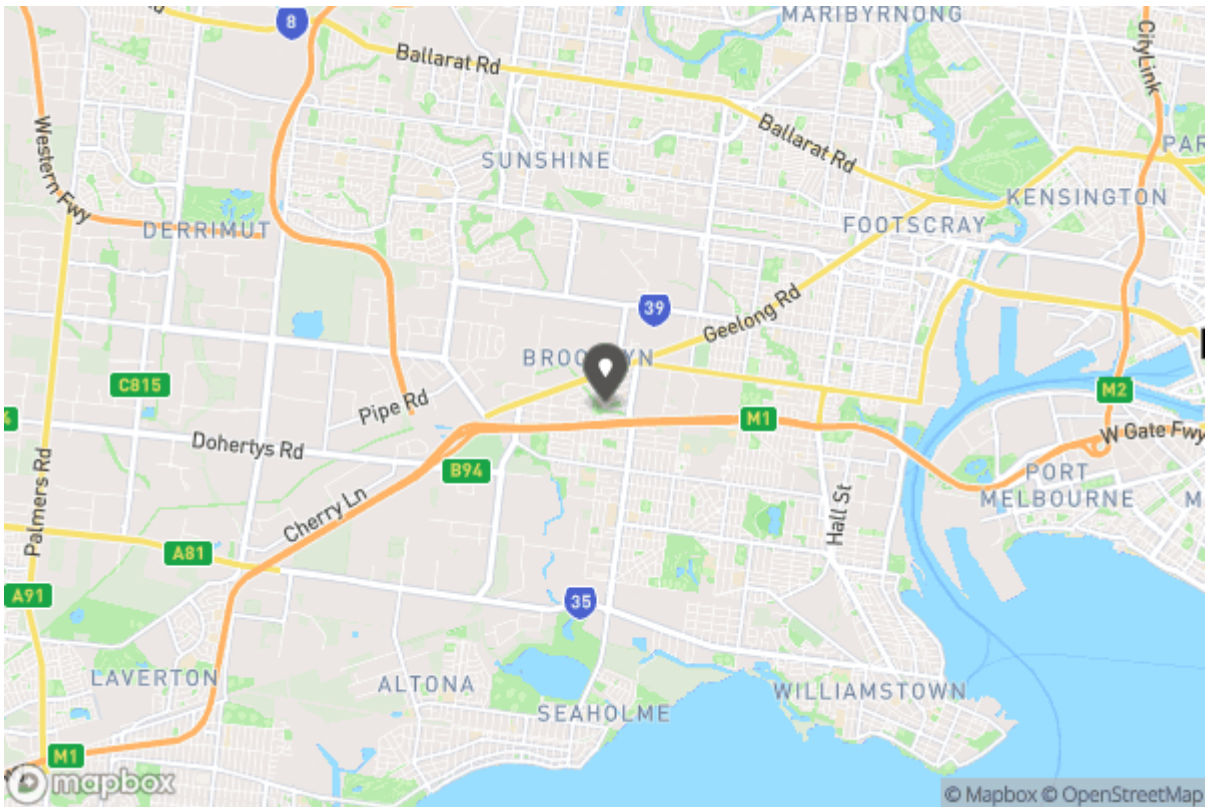 MARIBYRNONG
8
Ballarat Rd
CityLink
Ballarat Rd
Western Fwy
SUNSHINE
KENSINGTON
DERRIMUT
FOOTSCRAY
39
Geelong Rd
BROOKLYN
C815
M2
Pipe Rd
M1
W Gate Fwy
Dohertys Rd
B94
PORT
MELBOURNE
Palmers Rd
Cherry Ln
Hall St
A81
A91
35
LAVERTON
ALTONA
WILLIAMSTOWN
SEAHOLME
M1
mapbox
© Mapbox © OpenStreetMap